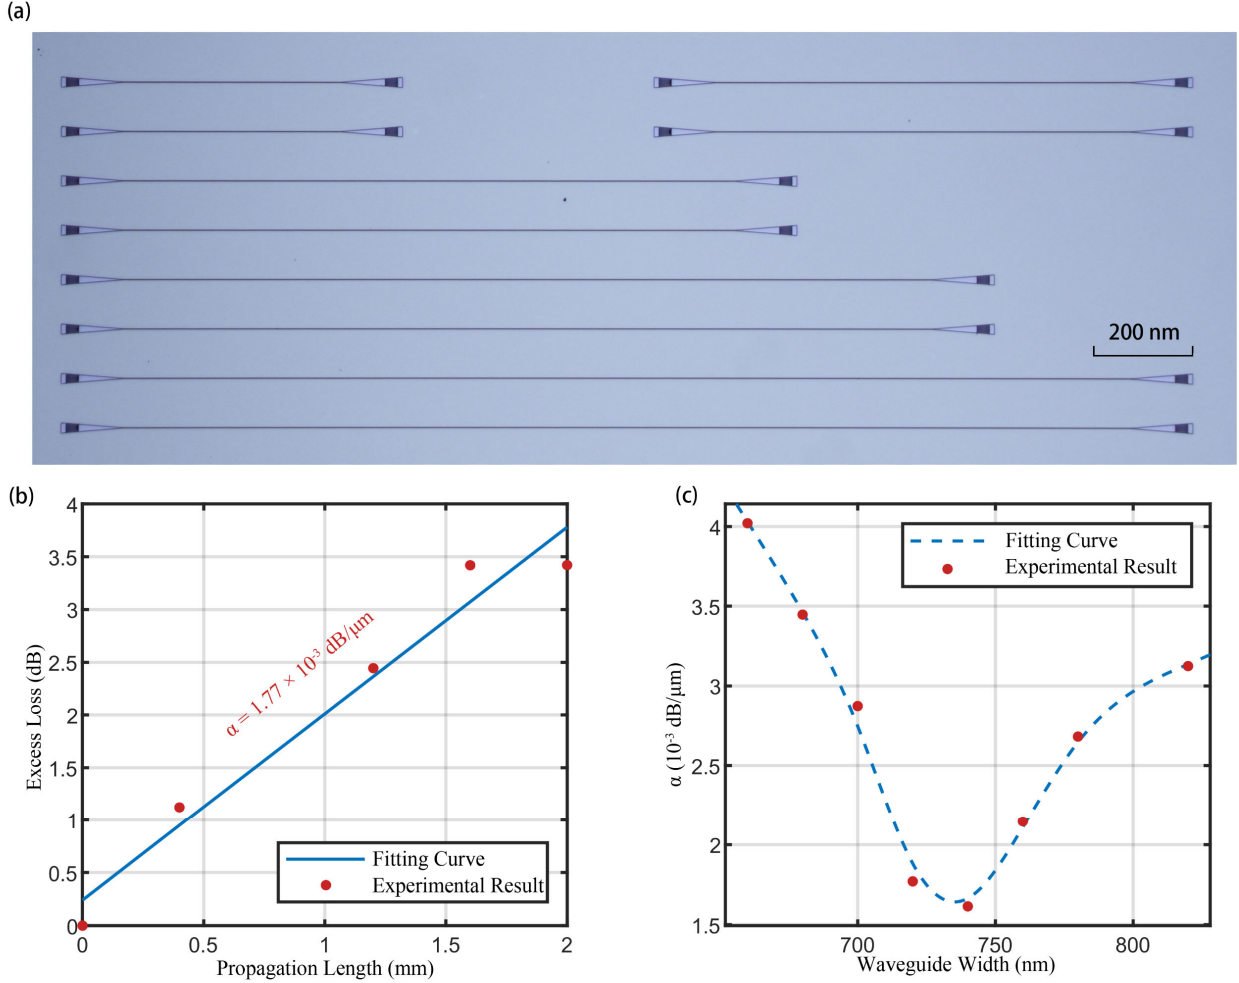 (a)
200 nm
(b)
4
3.5
3
2.5
2
1.5
1
0.5
0
0
0.5
1
1.5
2
Excess Loss (dB)
Propagation Length (mm)
α = 1.77 × 10⁻³ dB/μm
Fitting Curve
Experimental Result
(c)
4
3.5
3
2.5
2
1.5
700
750
800
α (10⁻³ dB/μm)
Waveguide Width (nm)
Fitting Curve
Experimental Result